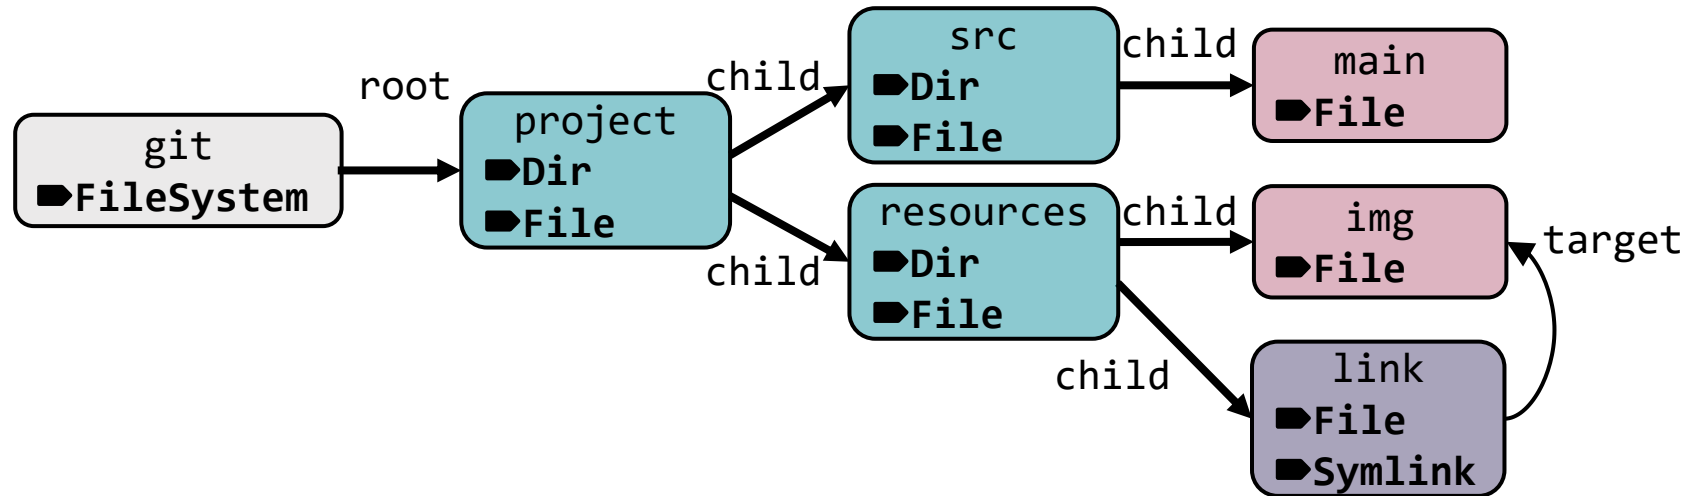 git
FileSystem
root
project
Dir
File
child
child
src
Dir
File
child
main
File
resources
Dir
File
child
img
File
target
child
link
File
Symlink